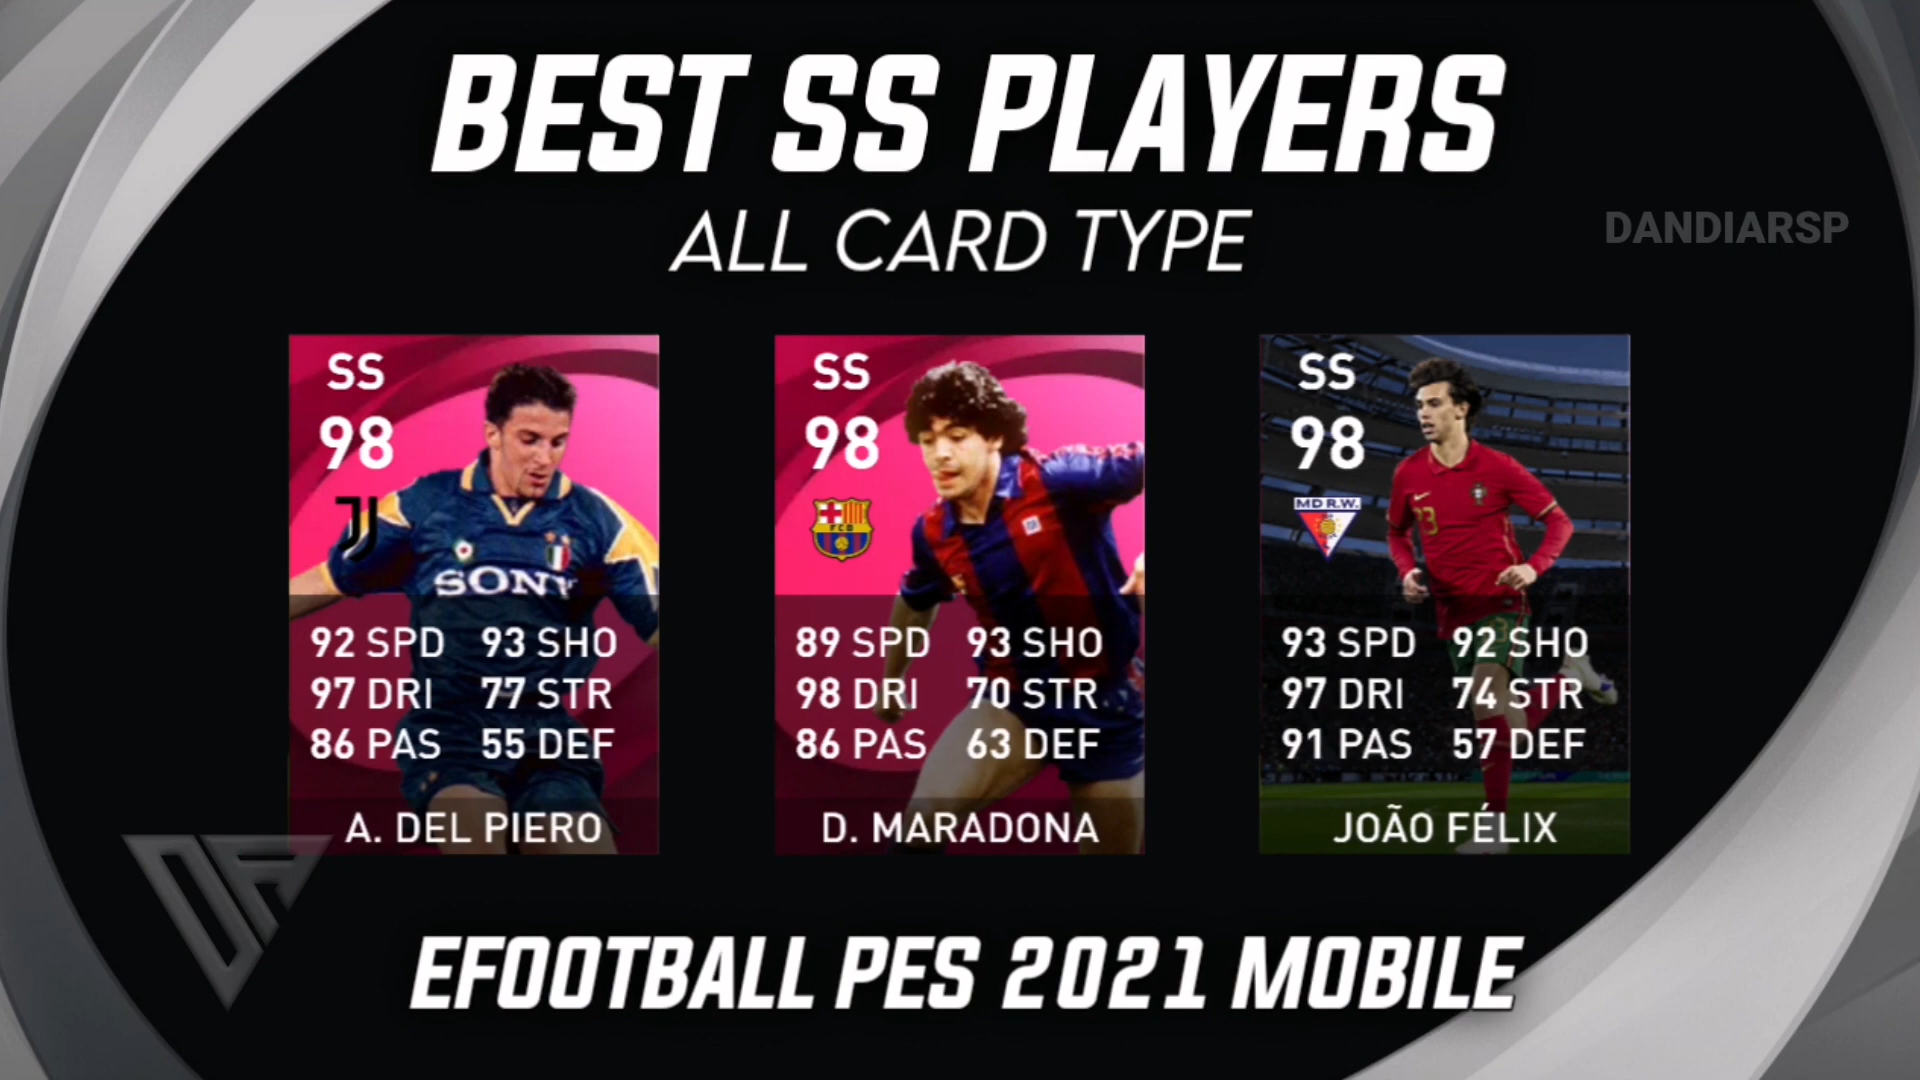 BEST SS PLAYERS
ALL CARD TYPE
DANDIARSP
SS
98
SONY
92 SPD 93 SHO
97 DRI 77 STR
86 PAS 55 DEF
A. DEL PIERO
SS
98
FCB
89 SPD 93 SHO
98 DRI 70 STR
86 PAS 63 DEF
D. MARADONA
SS
98
MD R.W.
23
93 SPD 92 SHO
97 DRI 74 STR
91 PAS 57 DEF
JOÃO FÉLIX
EFOOTBALL PES 2021 MOBILE